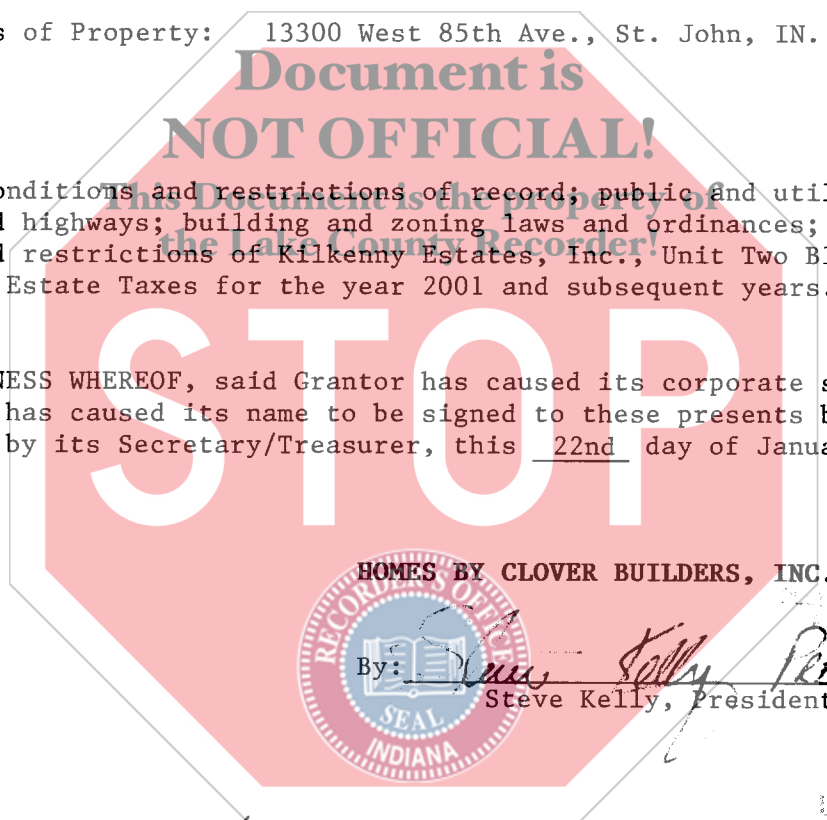 s of Property: 13300 West 85th Ave., St. John, IN.
Document is
NOT OFFICIAL!
This Document is the property of
the Lake County Recorder!
onditions and restrictions of record; public and util
d highways; building and zoning laws and ordinances;
d restrictions of Kilkenny Estates, Inc., Unit Two Bl
Estate Taxes for the year 2001 and subsequent years.
STOP
NESS WHEREOF, said Grantor has caused its corporate s
has caused its name to be signed to these presents b
by its Secretary/Treasurer, this 22nd day of Janua
HOMES BY CLOVER BUILDERS, INC.
By: Steve Kelly Pre
Steve Kelly, President
RECORDER'S OFFICE
SEAL
INDIANA